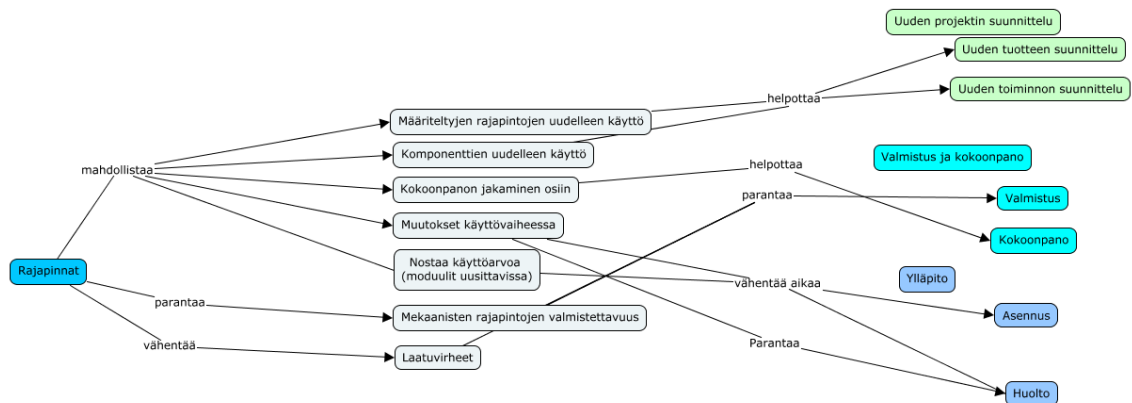 Uuden projektin suunnittelu
Uuden tuotteen suunnittelu
Uuden toiminnon suunnittelu
helpottaa
Määriteltyjen rajapintojen uudelleen käyttö
Komponenttien uudelleen käyttö
Valmistus ja kokoonpano
helpottaa
mahdollistaa
Kokoonpanon jakaminen osiin
parantaa
Valmistus
Muutokset käyttövaiheessa
Kokoonpano
Nostaa käyttöarvoa
(moduulit uusittavissa)
Rajapinnat
Ylläpito
vähentää aikaa
parantaa
Mekaanisten rajapintojen valmistettavuus
Asennus
vähentää
Parantaa
Laatuvirheet
Huolto